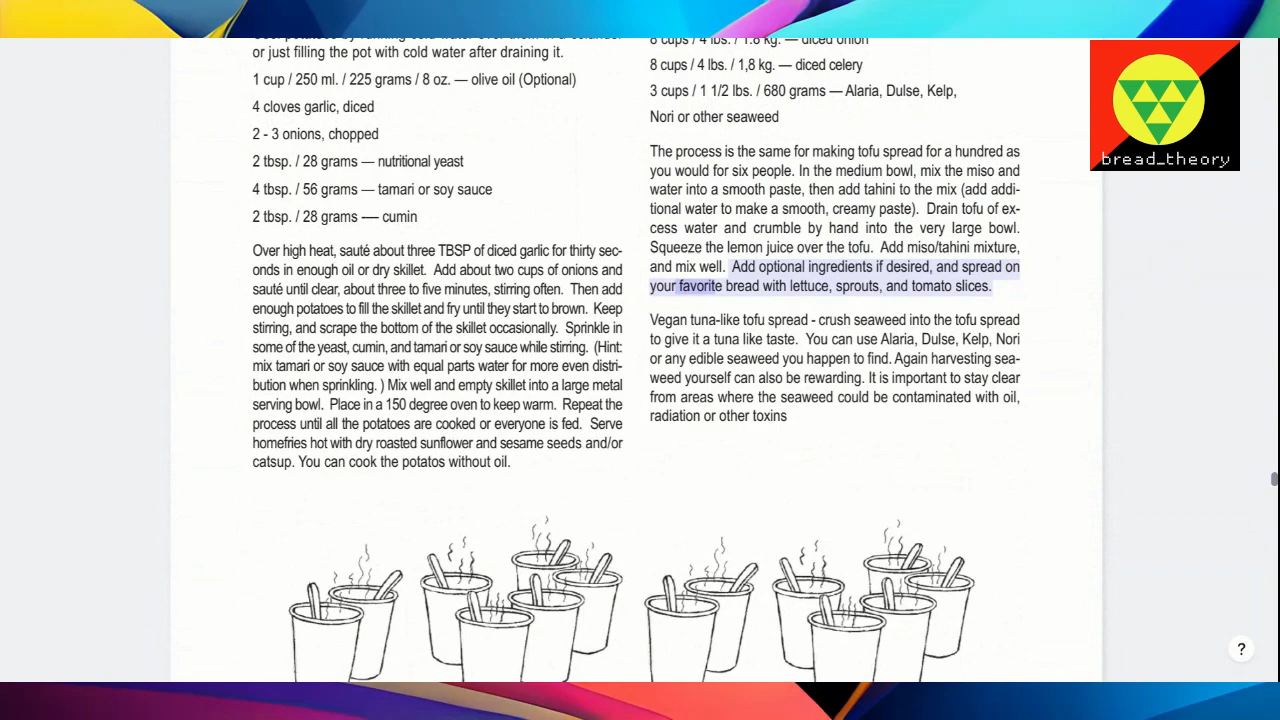 or just filling the pot with cold water after draining it.
1 cup / 250 ml. / 225 grams / 8 oz. — olive oil (Optional)
4 cloves garlic, diced
2 - 3 onions, chopped
2 tbsp. / 28 grams — nutritional yeast
4 tbsp. / 56 grams — tamari or soy sauce
2 tbsp. / 28 grams — cumin
Over high heat, sauté about three TBSP of diced garlic for thirty sec-
onds in enough oil or dry skillet. Add about two cups of onions and
sauté until clear, about three to five minutes, stirring often. Then add
enough potatoes to fill the skillet and fry until they start to brown. Keep
stirring, and scrape the bottom of the skillet occasionally. Sprinkle in
some of the yeast, cumin, and tamari or soy sauce while stirring. (Hint:
mix tamari or soy sauce with equal parts water for more even distri-
bution when sprinkling. ) Mix well and empty skillet into a large metal
serving bowl. Place in a 150 degree oven to keep warm. Repeat the
process until all the potatoes are cooked or everyone is fed. Serve
homefries hot with dry roasted sunflower and sesame seeds and/or
catsup. You can cook the potatos without oil.
8 cups / 4 lbs. / 1.8 kg. — diced onion
8 cups / 4 lbs. / 1,8 kg. — diced celery
3 cups / 1 1/2 lbs. / 680 grams — Alaria, Dulse, Kelp,
Nori or other seaweed
The process is the same for making tofu spread for a hundred as
you would for six people. In the medium bowl, mix the miso and
water into a smooth paste, then add tahini to the mix (add addi-
tional water to make a smooth, creamy paste). Drain tofu of ex-
cess water and crumble by hand into the very large bowl.
Squeeze the lemon juice over the tofu. Add miso/tahini mixture,
and mix well. Add optional ingredients if desired, and spread on
your favorite bread with lettuce, sprouts, and tomato slices.
Vegan tuna-like tofu spread - crush seaweed into the tofu spread
to give it a tuna like taste. You can use Alaria, Dulse, Kelp, Nori
or any edible seaweed you happen to find. Again harvesting sea-
weed yourself can also be rewarding. It is important to stay clear
from areas where the seaweed could be contaminated with oil,
radiation or other toxins
bread_theory
?